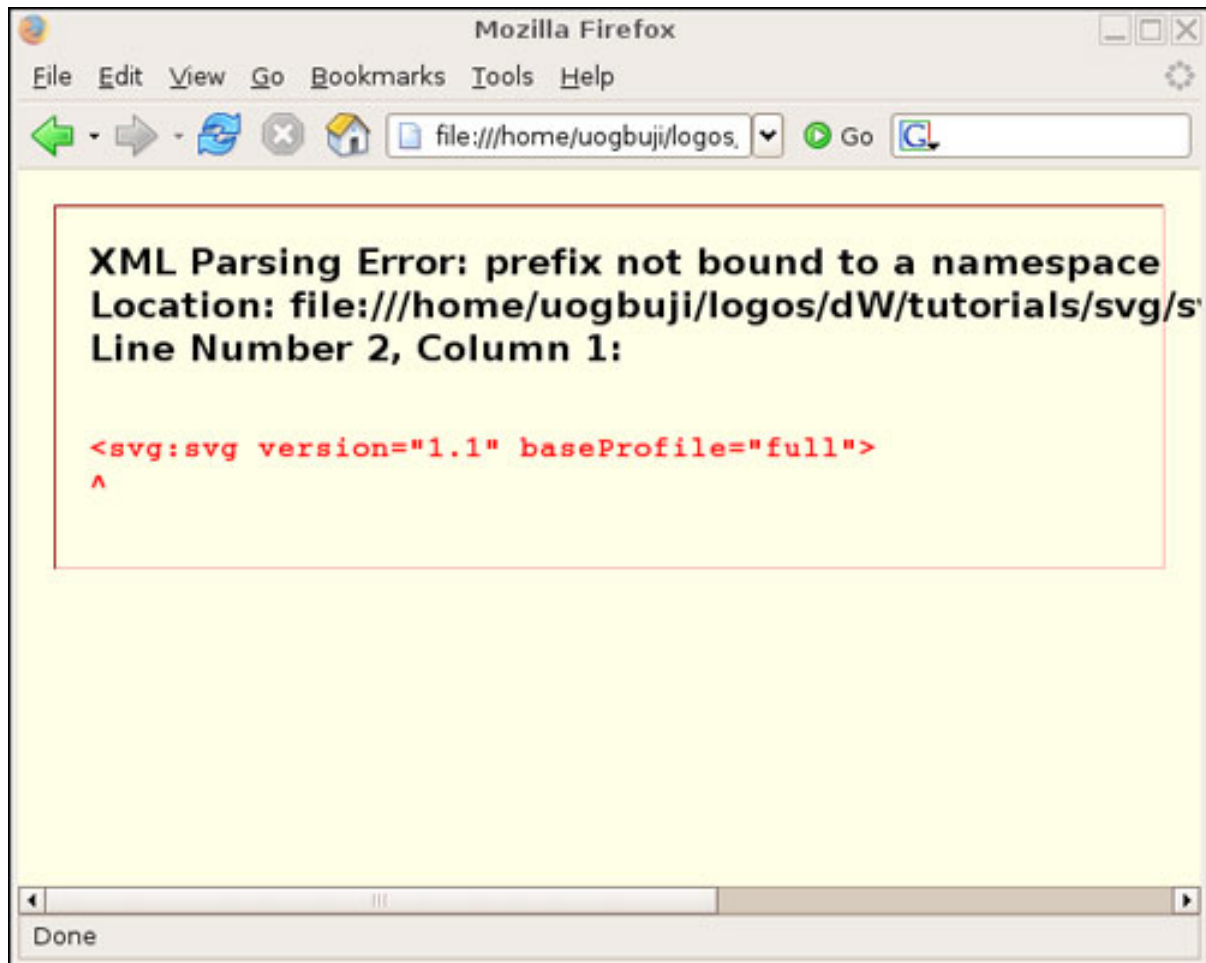 Mozilla Firefox
File Edit View Go Bookmarks Tools Help
file:///home/uogbuji/logos, Go G
XML Parsing Error: prefix not bound to a namespace
Location: file:///home/uogbuji/logos/dW/tutorials/svg/s
Line Number 2, Column 1:
<svg:svg version="1.1" baseProfile="full">
^
Done